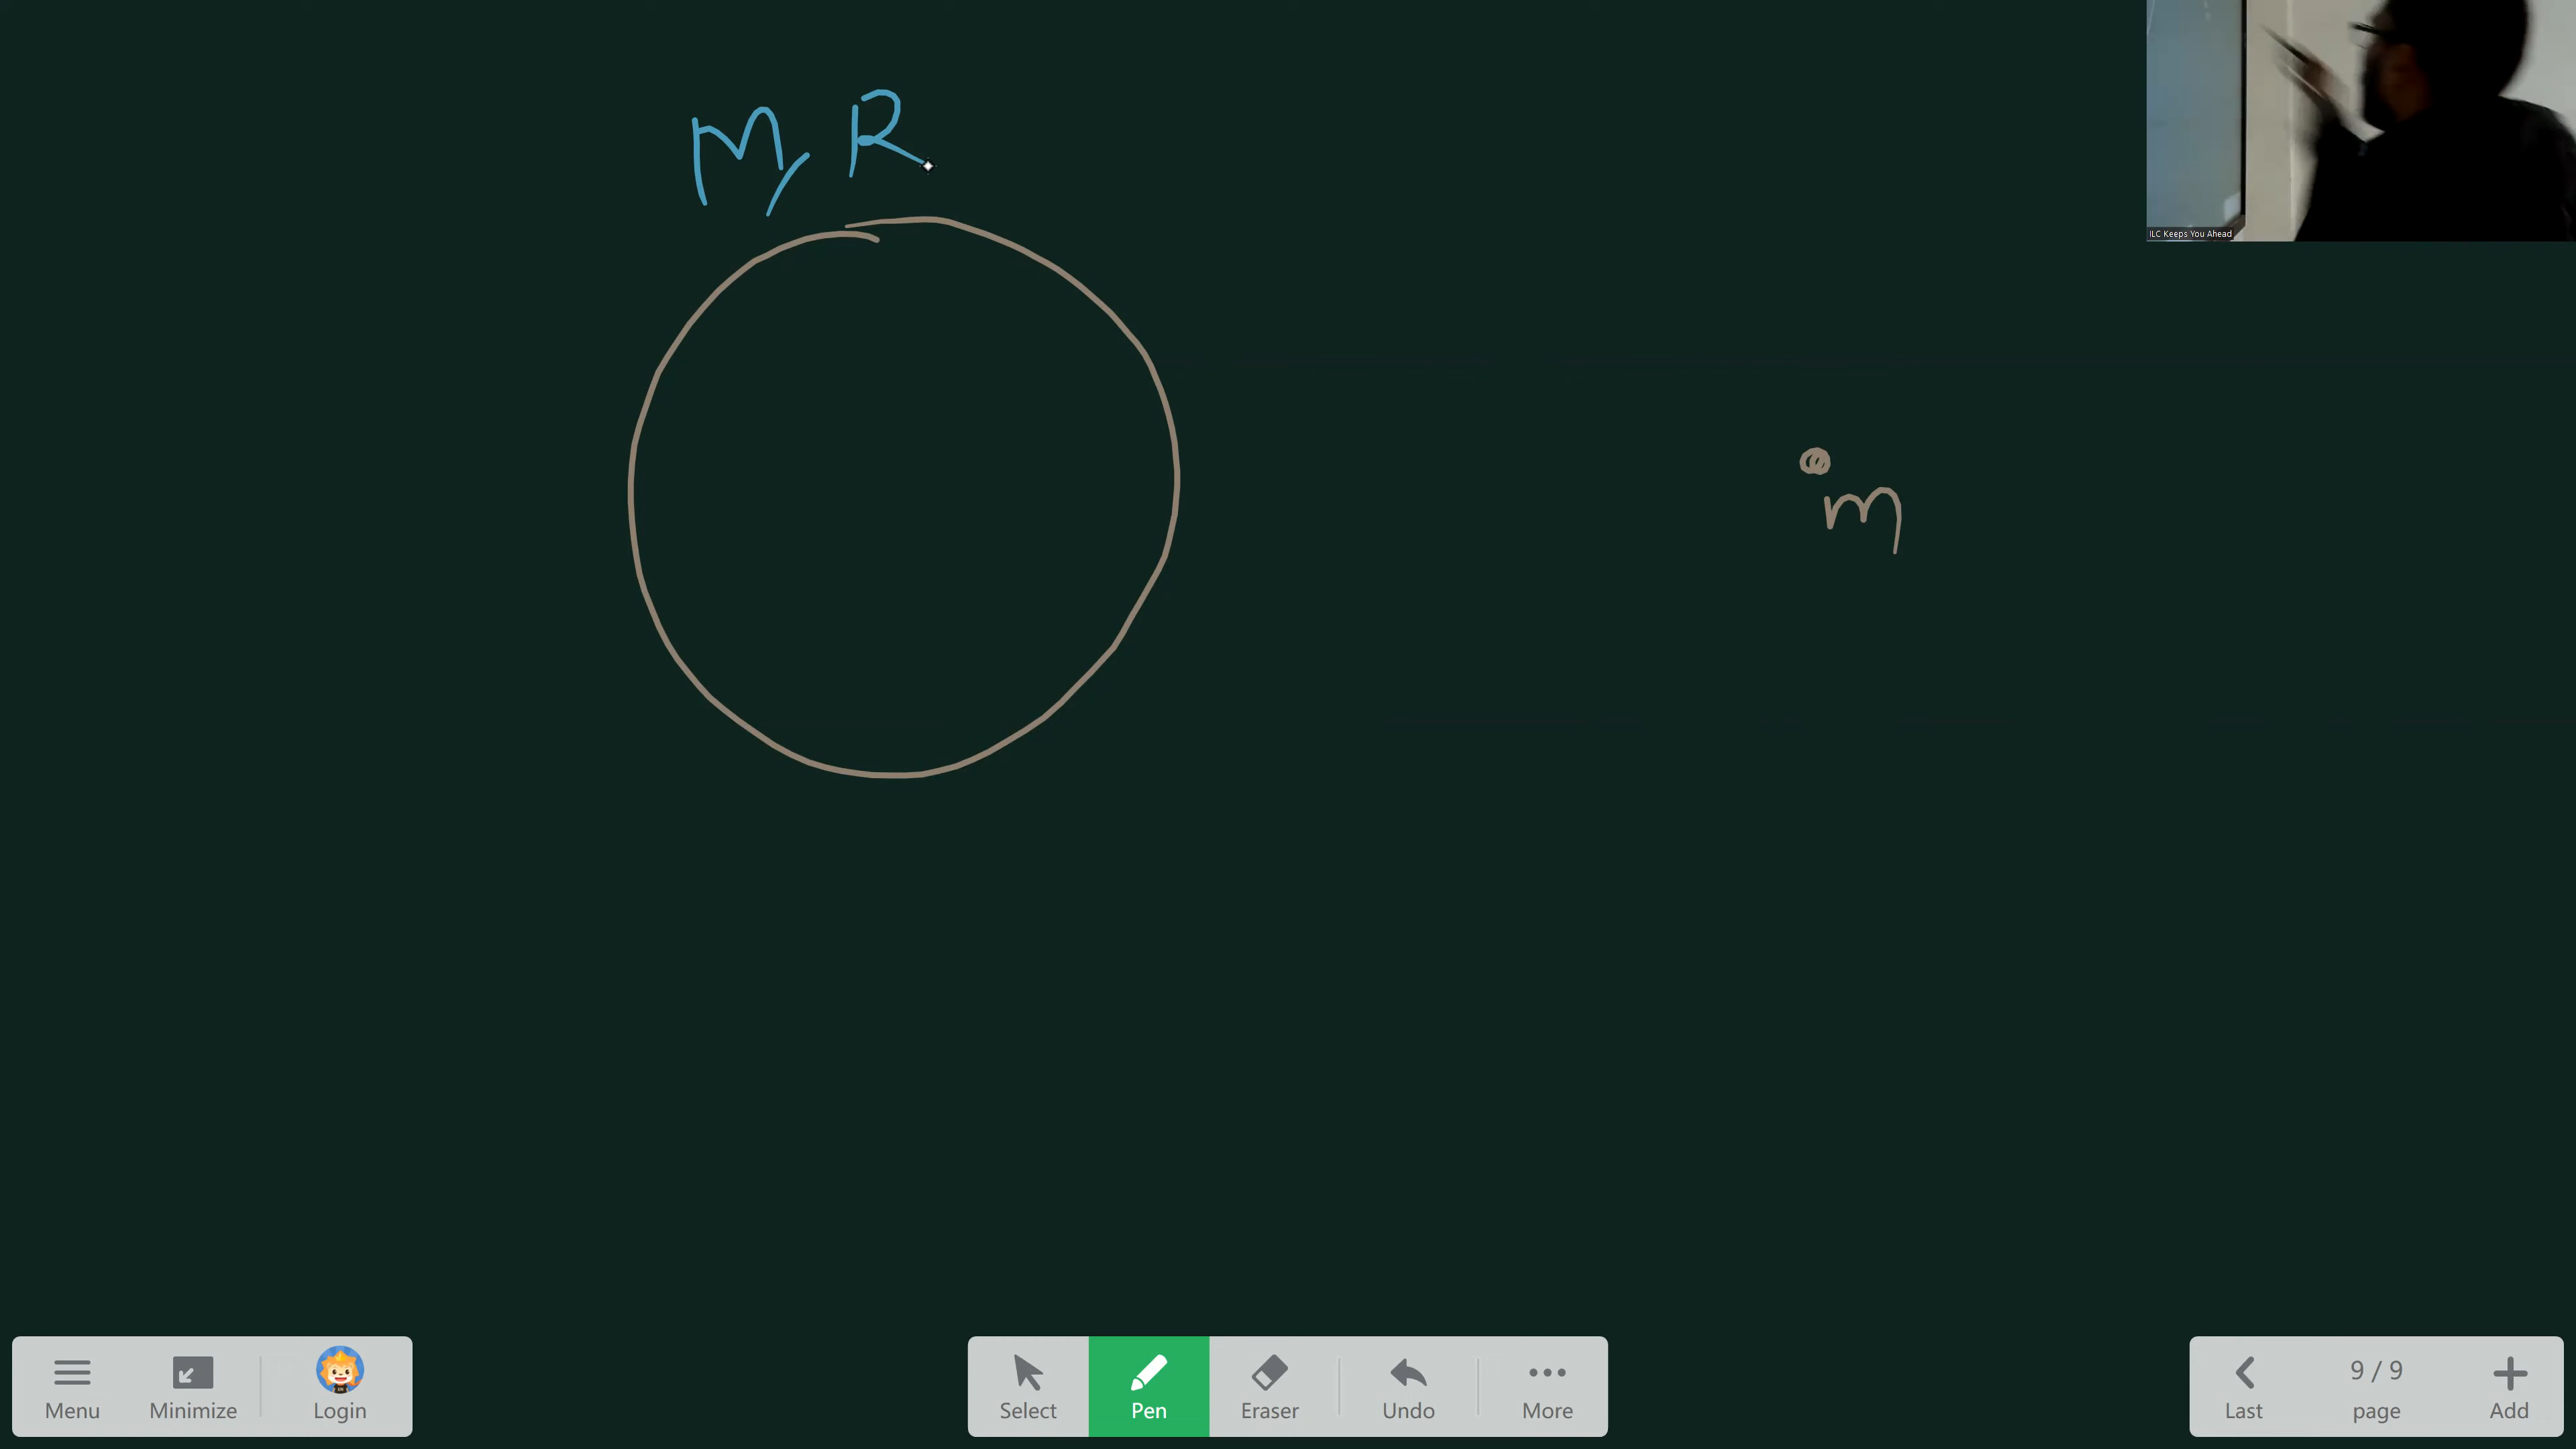 M, R
ILC Keeps You Ahead
m
Menu Minimize Login Select Pen Eraser Undo More Last 9 / 9 page Add